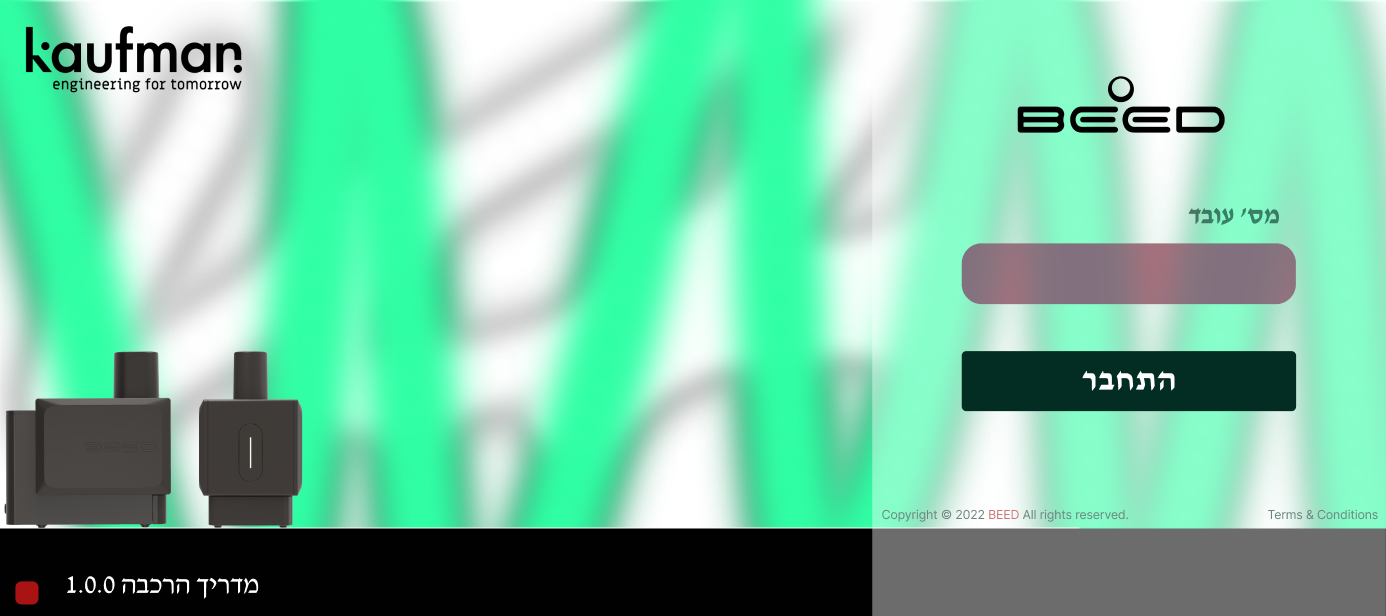 kaufman
engineering for tomorrow
BEED
מס׳ עובד
התחבר
BEED
Copyright © 2022 BEED All rights reserved.
Terms & Conditions
מדריך הרכבה 1.0.0